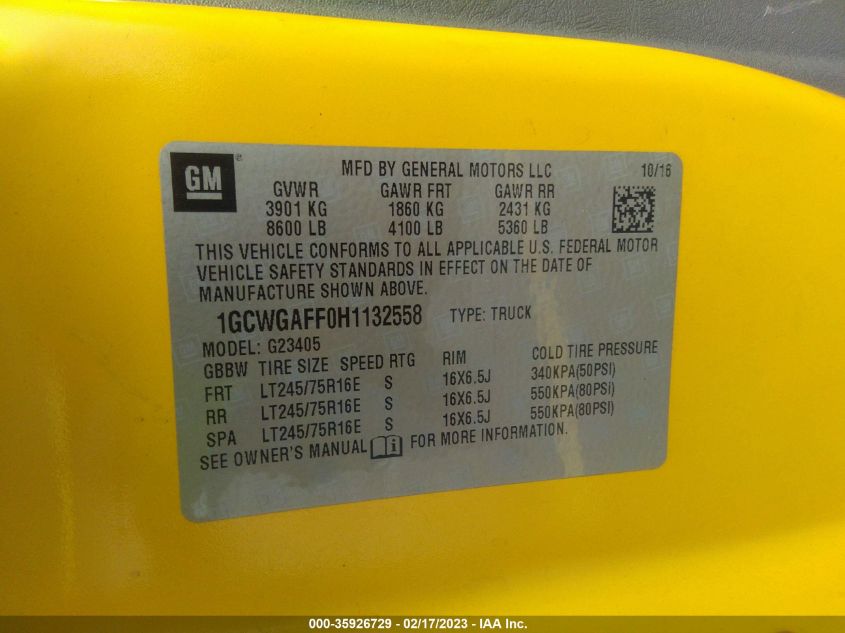 GM ®
MFD BY GENERAL MOTORS LLC 10/16
GVWR GAWR FRT GAWR RR
3901 KG 1860 KG 2431 KG
8600 LB 4100 LB 5360 LB
THIS VEHICLE CONFORMS TO ALL APPLICABLE U.S. FEDERAL MOTOR
VEHICLE SAFETY STANDARDS IN EFFECT ON THE DATE OF
MANUFACTURE SHOWN ABOVE.
1GCWGAFF0H1132558 TYPE: TRUCK
MODEL: G23405
GBBW TIRE SIZE SPEED RTG RIM COLD TIRE PRESSURE
FRT LT245/75R16E S 16X6.5J 340KPA(50PSI)
RR LT245/75R16E S 16X6.5J 550KPA(80PSI)
SPA LT245/75R16E S 16X6.5J 550KPA(80PSI)
SEE OWNER'S MANUAL i FOR MORE INFORMATION.
000-35926729 - 02/17/2023 - IAA Inc.